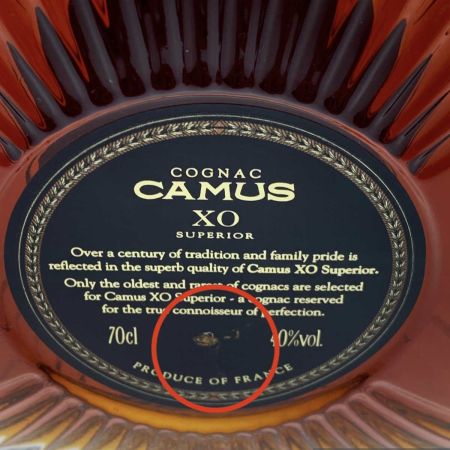 COGNAC
CAMUS
XO
SUPERIOR
Over a century of tradition and family pride is
reflected in the superb quality of Camus XO Superior.
Only the oldest and rarest of cognacs are selected
for Camus XO Superior - a cognac reserved
for the true connoisseur of perfection.
70cl 40%vol.
PRODUCE OF FRANCE